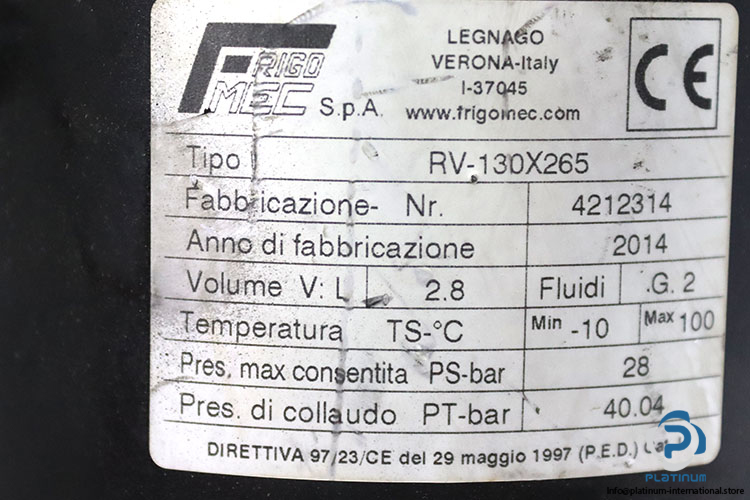 FRIGO
MEC S.p.A.
LEGNAGO
VERONA-Italy
I-37045
www.frigomec.com
CE
Tipo RV-130X265
Fabbricazione- Nr. 4212314
Anno di fabbricazione 2014
Volume V: L 2.8 Fluidi .G. 2
Temperatura TS-°C Min -10 Max 100
Pres. max consentita PS-bar 28
Pres. di collaudo PT-bar 40.04
DIRETTIVA 97/23/CE del 29 maggio 1997 (P.E.D.)
PLATINUM
info@platinum-international.store